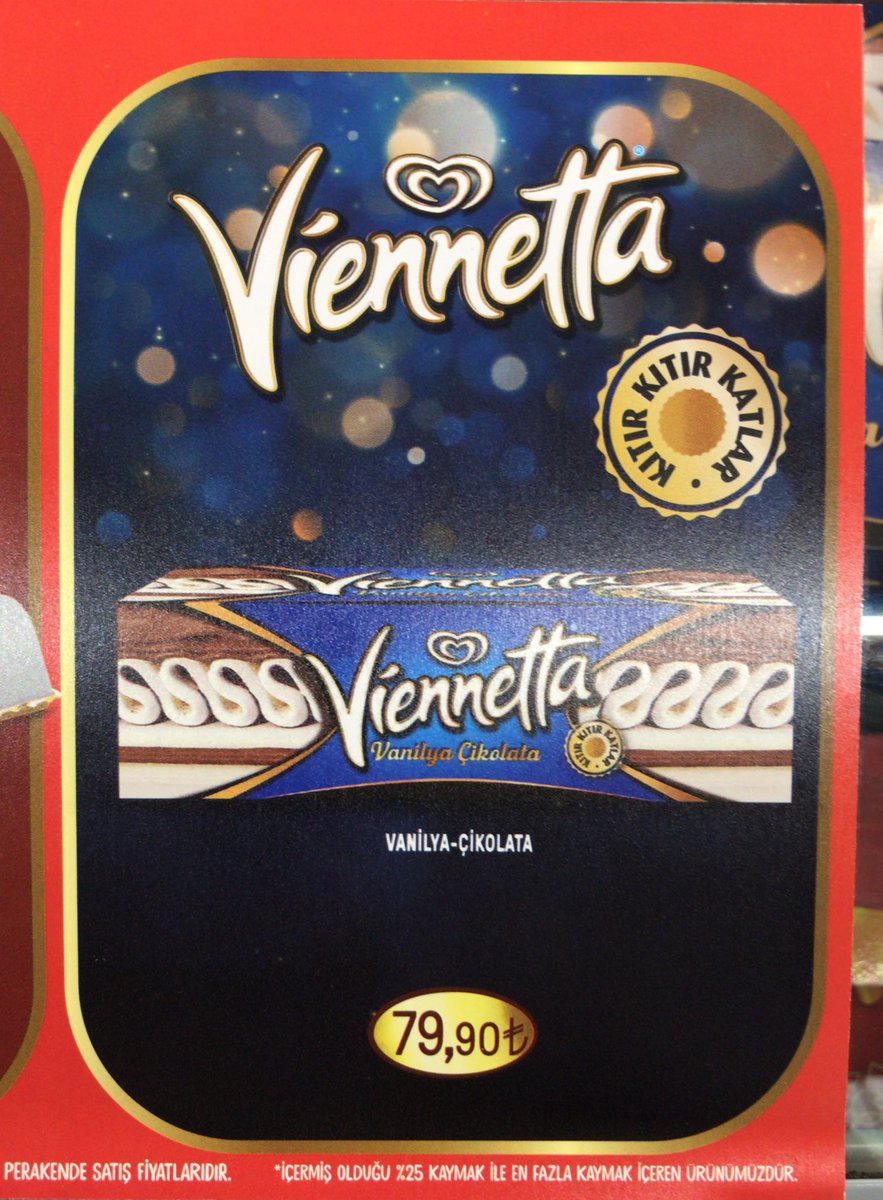 Viennetta
KITIR KITIR KATLAR •
Viennetta
Viennetta
Vanilya Çikolata
KITIR KITIR KATLAR •
VANİLYA-ÇİKOLATA
79,90₺
PERAKENDE SATIŞ FİYATLARIDIR. *İÇERMİŞ OLDUĞU %25 KAYMAK İLE EN FAZLA KAYMAK İÇEREN ÜRÜNÜMÜZDÜR.